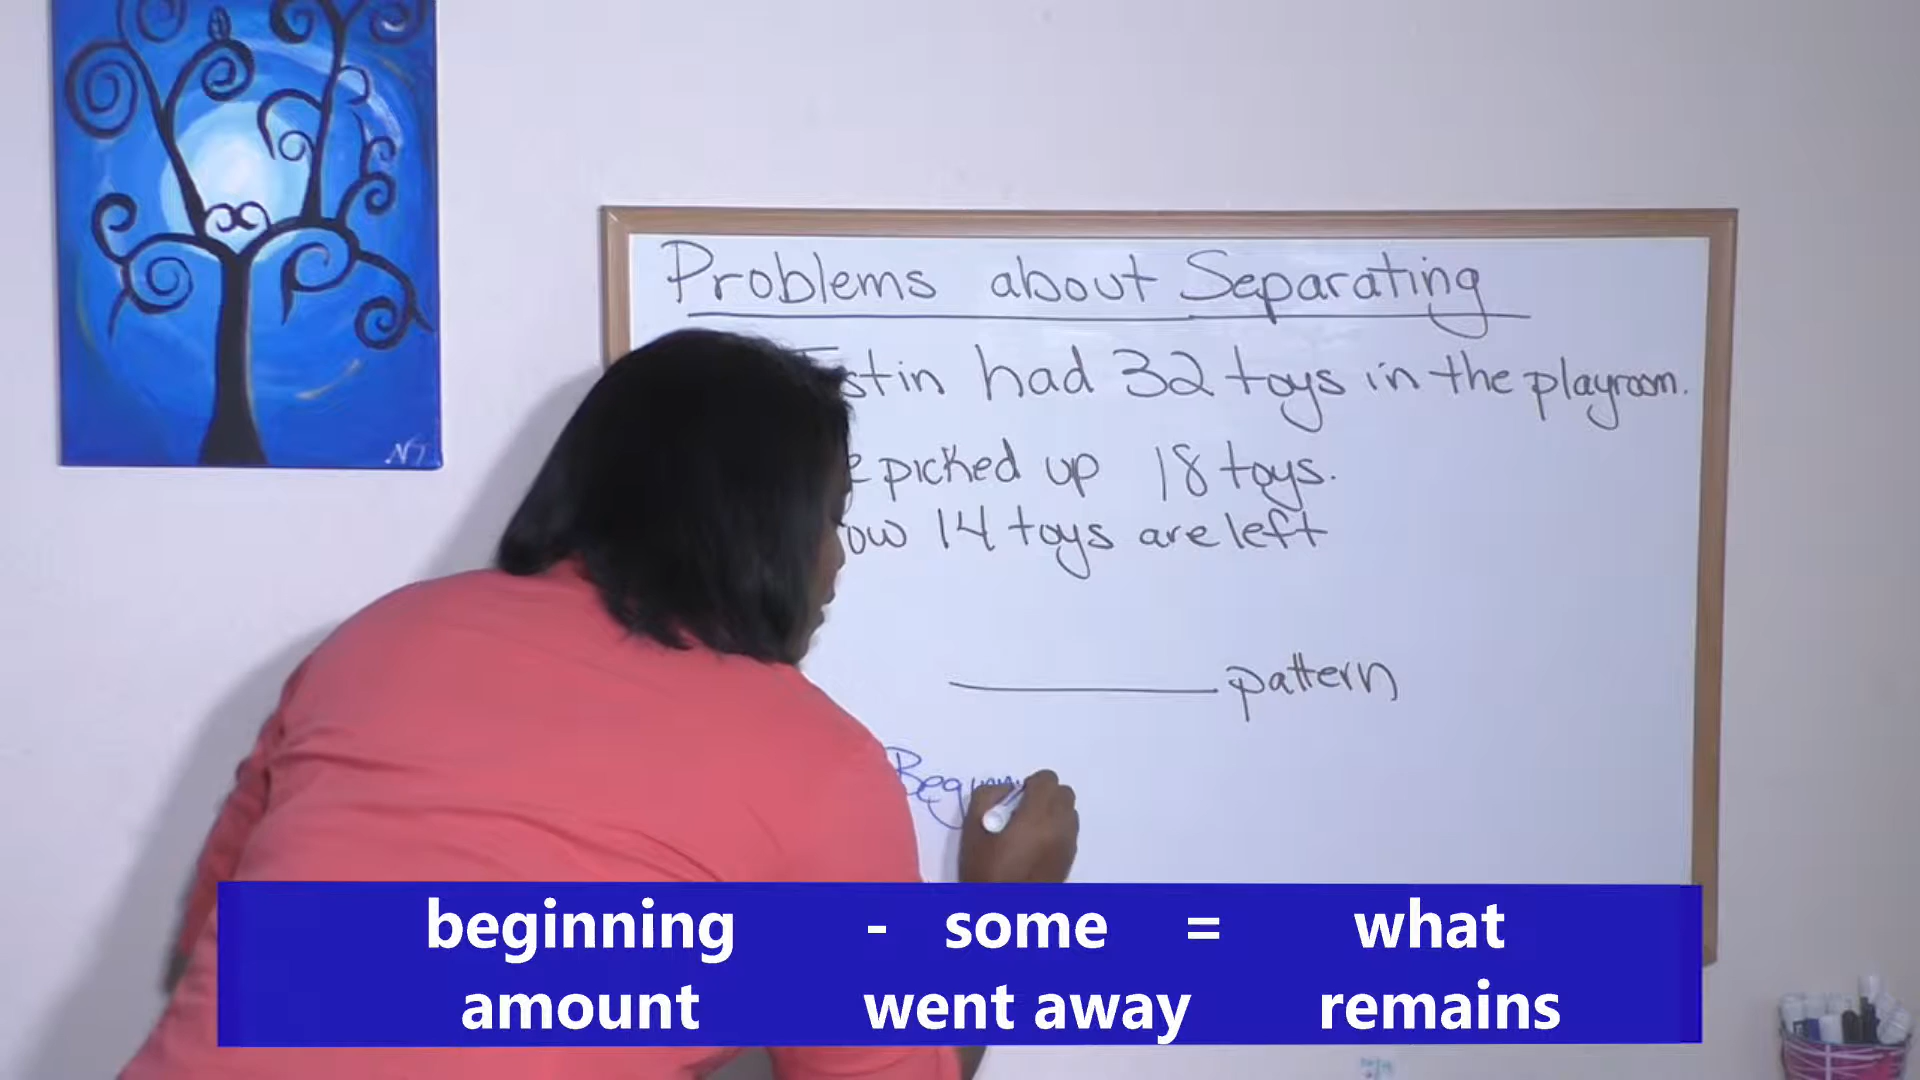 Problems about Separating
stin had 32 toys in the playroom.
picked up 18 toys.
ow 14 toys are left
pattern
beginning - some = what
amount went away remains
NT